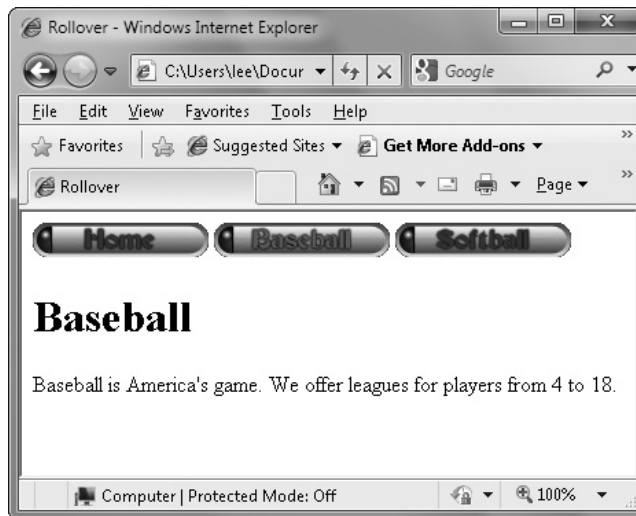 Rollover - Windows Internet Explorer
C:\Users\lee\Docur Google
File Edit View Favorites Tools Help
Favorites Suggested Sites Get More Add-ons »
Rollover Page »
Home Baseball Softball
Baseball
Baseball is America's game. We offer leagues for players from 4 to 18.
Computer | Protected Mode: Off 100%